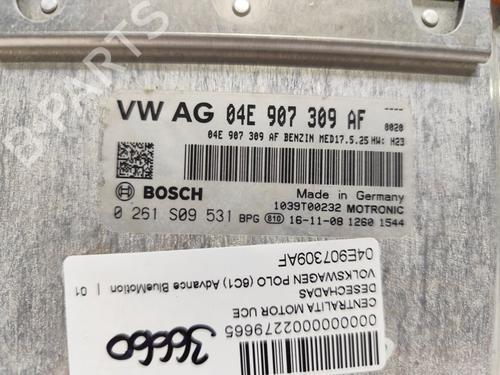 B-PARTS
VW AG 04E 907 309 AF ----
0020
04E 907 309 AF BENZIN MED17.5.25 HW: H23
BOSCH
Made in Germany
1039T00232 MOTRONIC
0 261 S09 531 BPG 810 16-11-08 1260 1544
000000000002279665
CENTRALITA MOTOR UCE
DESECHADAS
VOLKSWAGEN POLO (6C1) Advance BlueMotion | 01
04E907309AF
36660